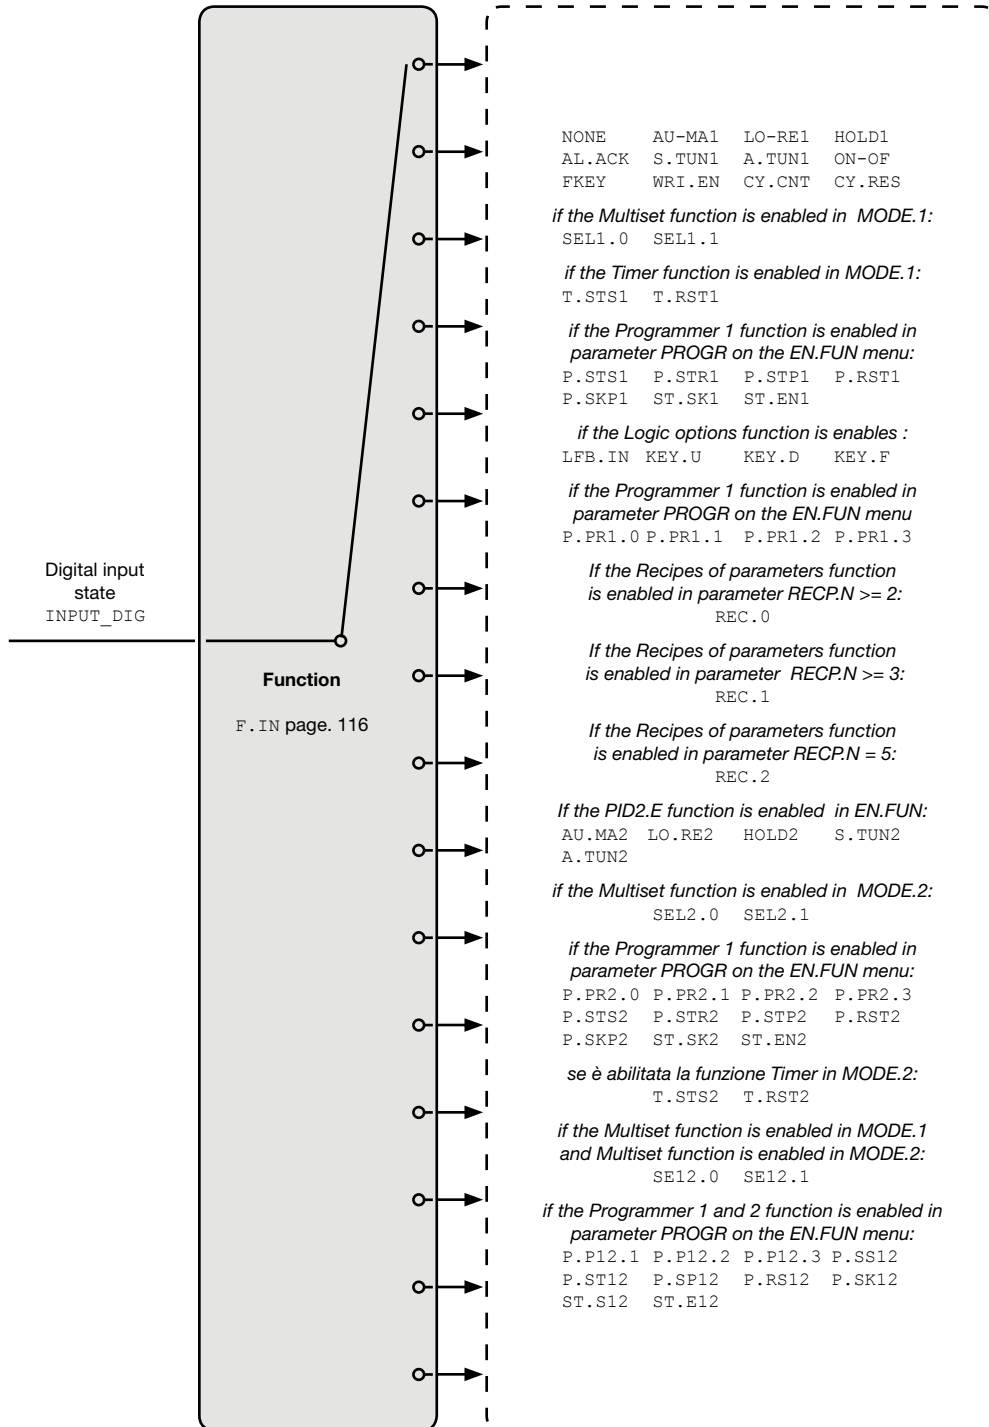 Digital input
state
INPUT_DIG
Function
F.IN page. 116
NONE AU-MA1 LO-RE1 HOLD1
AL.ACK S.TUN1 A.TUN1 ON-OF
FKEY WRI.EN CY.CNT CY.RES
if the Multiset function is enabled in MODE.1:
SEL1.0 SEL1.1
if the Timer function is enabled in MODE.1:
T.STS1 T.RST1
if the Programmer 1 function is enabled in
parameter PROGR on the EN.FUN menu:
P.STS1 P.STR1 P.STP1 P.RST1
P.SKP1 ST.SK1 ST.EN1
if the Logic options function is enables :
LFB.IN KEY.U KEY.D KEY.F
if the Programmer 1 function is enabled in
parameter PROGR on the EN.FUN menu
P.PR1.0 P.PR1.1 P.PR1.2 P.PR1.3
If the Recipes of parameters function
is enabled in parameter RECP.N >= 2:
REC.0
If the Recipes of parameters function
is enabled in parameter RECP.N >= 3:
REC.1
If the Recipes of parameters function
is enabled in parameter RECP.N = 5:
REC.2
If the PID2.E function is enabled in EN.FUN:
AU.MA2 LO.RE2 HOLD2 S.TUN2
A.TUN2
if the Multiset function is enabled in MODE.2:
SEL2.0 SEL2.1
if the Programmer 1 function is enabled in
parameter PROGR on the EN.FUN menu:
P.PR2.0 P.PR2.1 P.PR2.2 P.PR2.3
P.STS2 P.STR2 P.STP2 P.RST2
P.SKP2 ST.SK2 ST.EN2
se è abilitata la funzione Timer in MODE.2:
T.STS2 T.RST2
if the Multiset function is enabled in MODE.1
and Multiset function is enabled in MODE.2:
SE12.0 SE12.1
if the Programmer 1 and 2 function is enabled in
parameter PROGR on the EN.FUN menu:
P.P12.1 P.P12.2 P.P12.3 P.SS12
P.ST12 P.SP12 P.RS12 P.SK12
ST.S12 ST.E12